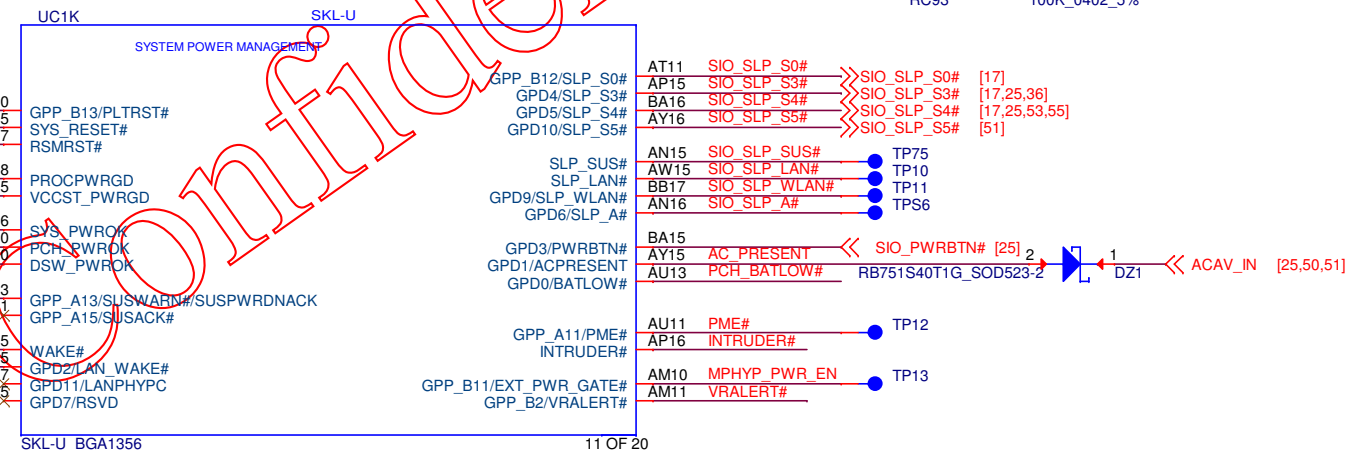 RC93 100K_0402_5%
UC1K SKL-U
SYSTEM POWER MANAGEMENT
Confiden
GPP_B13/PLTRST#
SYS_RESET#
RSMRST#
PROCPWRGD
VCCST_PWRGD
SYS_PWROK
PCH_PWROK
DSW_PWROK
GPP_A13/SUSWARN#/SUSPWRDNACK
GPP_A15/SUSACK#
WAKE#
GPD2/LAN_WAKE#
GPD11/LANPHYPC
GPD7/RSVD
GPP_B12/SLP_S0# AT11 SIO_SLP_S0# SIO_SLP_S0# [17]
GPD4/SLP_S3# AP15 SIO_SLP_S3# SIO_SLP_S3# [17,25,36]
GPD5/SLP_S4# BA16 SIO_SLP_S4# SIO_SLP_S4# [17,25,53,55]
GPD10/SLP_S5# AY16 SIO_SLP_S5# SIO_SLP_S5# [51]
SLP_SUS# AN15 SIO_SLP_SUS# TP75
SLP_LAN# AW15 SIO_SLP_LAN# TP10
GPD9/SLP_WLAN# BB17 SIO_SLP_WLAN# TP11
GPD6/SLP_A# AN16 SIO_SLP_A# TPS6
GPD3/PWRBTN# BA15 SIO_PWRBTN# [25]
GPD1/ACPRESENT AY15 AC_PRESENT 2 1 ACAV_IN [25,50,51]
GPD0/BATLOW# AU13 PCH_BATLOW# RB751S40T1G_SOD523-2 DZ1
GPP_A11/PME# AU11 PME# TP12
INTRUDER# AP16 INTRUDER#
GPP_B11/EXT_PWR_GATE# AM10 MPHYP_PWR_EN TP13
GPP_B2/VRALERT# AM11 VRALERT#
SKL-U_BGA1356 11 OF 20